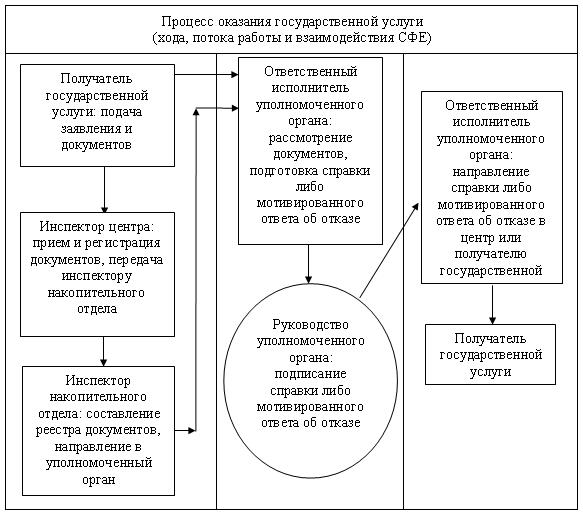 Процесс оказания государственной услуги
(хода, потока работы и взаимодействия СФЕ)
Получатель
государственной
услуги: подача
заявления и
документов
Инспектор центра:
прием и регистрация
документов, передача
инспектору
накопительного
отдела
Инспектор
накопительного
отдела: составление
реестра документов,
направление в
уполномоченный
орган
Ответственный
исполнитель
уполномоченного
органа:
рассмотрение
документов,
подготовка справки
либо
мотивированного
ответа об отказе
Руководство
уполномоченного
органа:
подписание
справки либо
мотивированного
ответа об отказе
Ответственный
исполнитель
уполномоченного
органа:
направление
справки либо
мотивированного
ответа об отказе в
центр или
получателю
государственной
Получатель
государственной
услуги